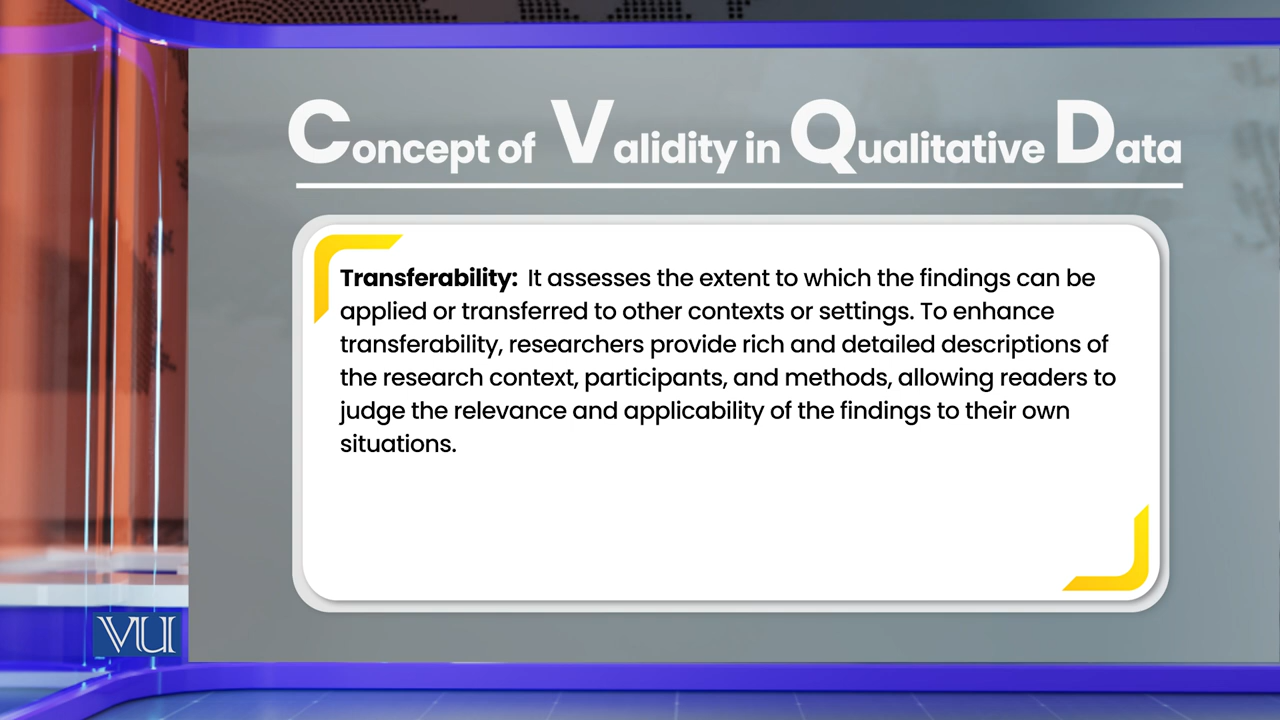 Concept of Validity in Qualitative Data
Transferability: It assesses the extent to which the findings can be
applied or transferred to other contexts or settings. To enhance
transferability, researchers provide rich and detailed descriptions of
the research context, participants, and methods, allowing readers to
judge the relevance and applicability of the findings to their own
situations.
VU